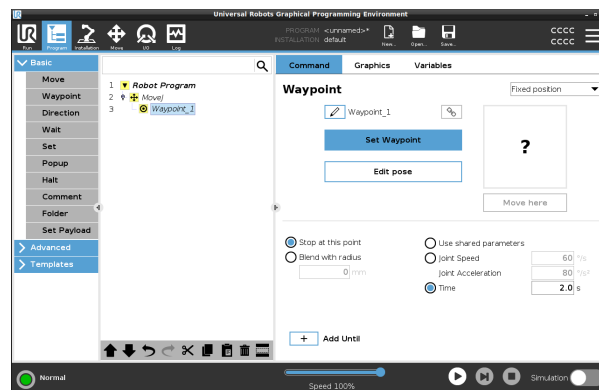 Universal Robots Graphical Programming Environment
UR
Run
Program
Installation
Move
I/O
Log
PROGRAM <unnamed>*
INSTALLATION default
New...
Open...
Save...
CCCC
CCCC
Basic
Move
Waypoint
Direction
Wait
Set
Popup
Halt
Comment
Folder
Set Payload
Advanced
Templates
1 Robot Program
2 MoveJ
3 Waypoint_1
Command Graphics Variables
Waypoint
Fixed position
Waypoint_1
Set Waypoint
Edit pose
?
Move here
Stop at this point
Blend with radius
0 mm
Use shared parameters
Joint Speed 60 °/s
Joint Acceleration 80 °/s²
Time 2.0 s
+ Add Until
Normal
Speed 100%
Simulation